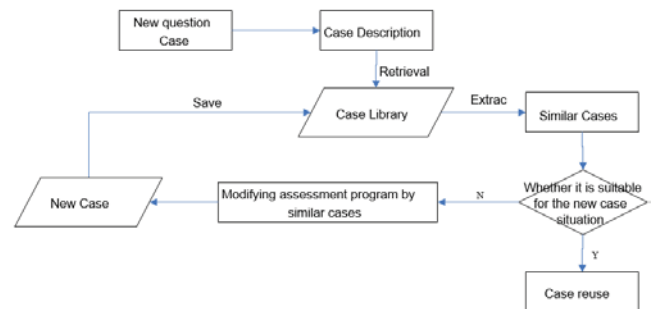 New question
Case
Case Description
Retrieval
Save
Case Library
Extrac
Similar Cases
Whether it is suitable
for the new case
situation
N
Modifying assessment program by
similar cases
New Case
Y
Case reuse